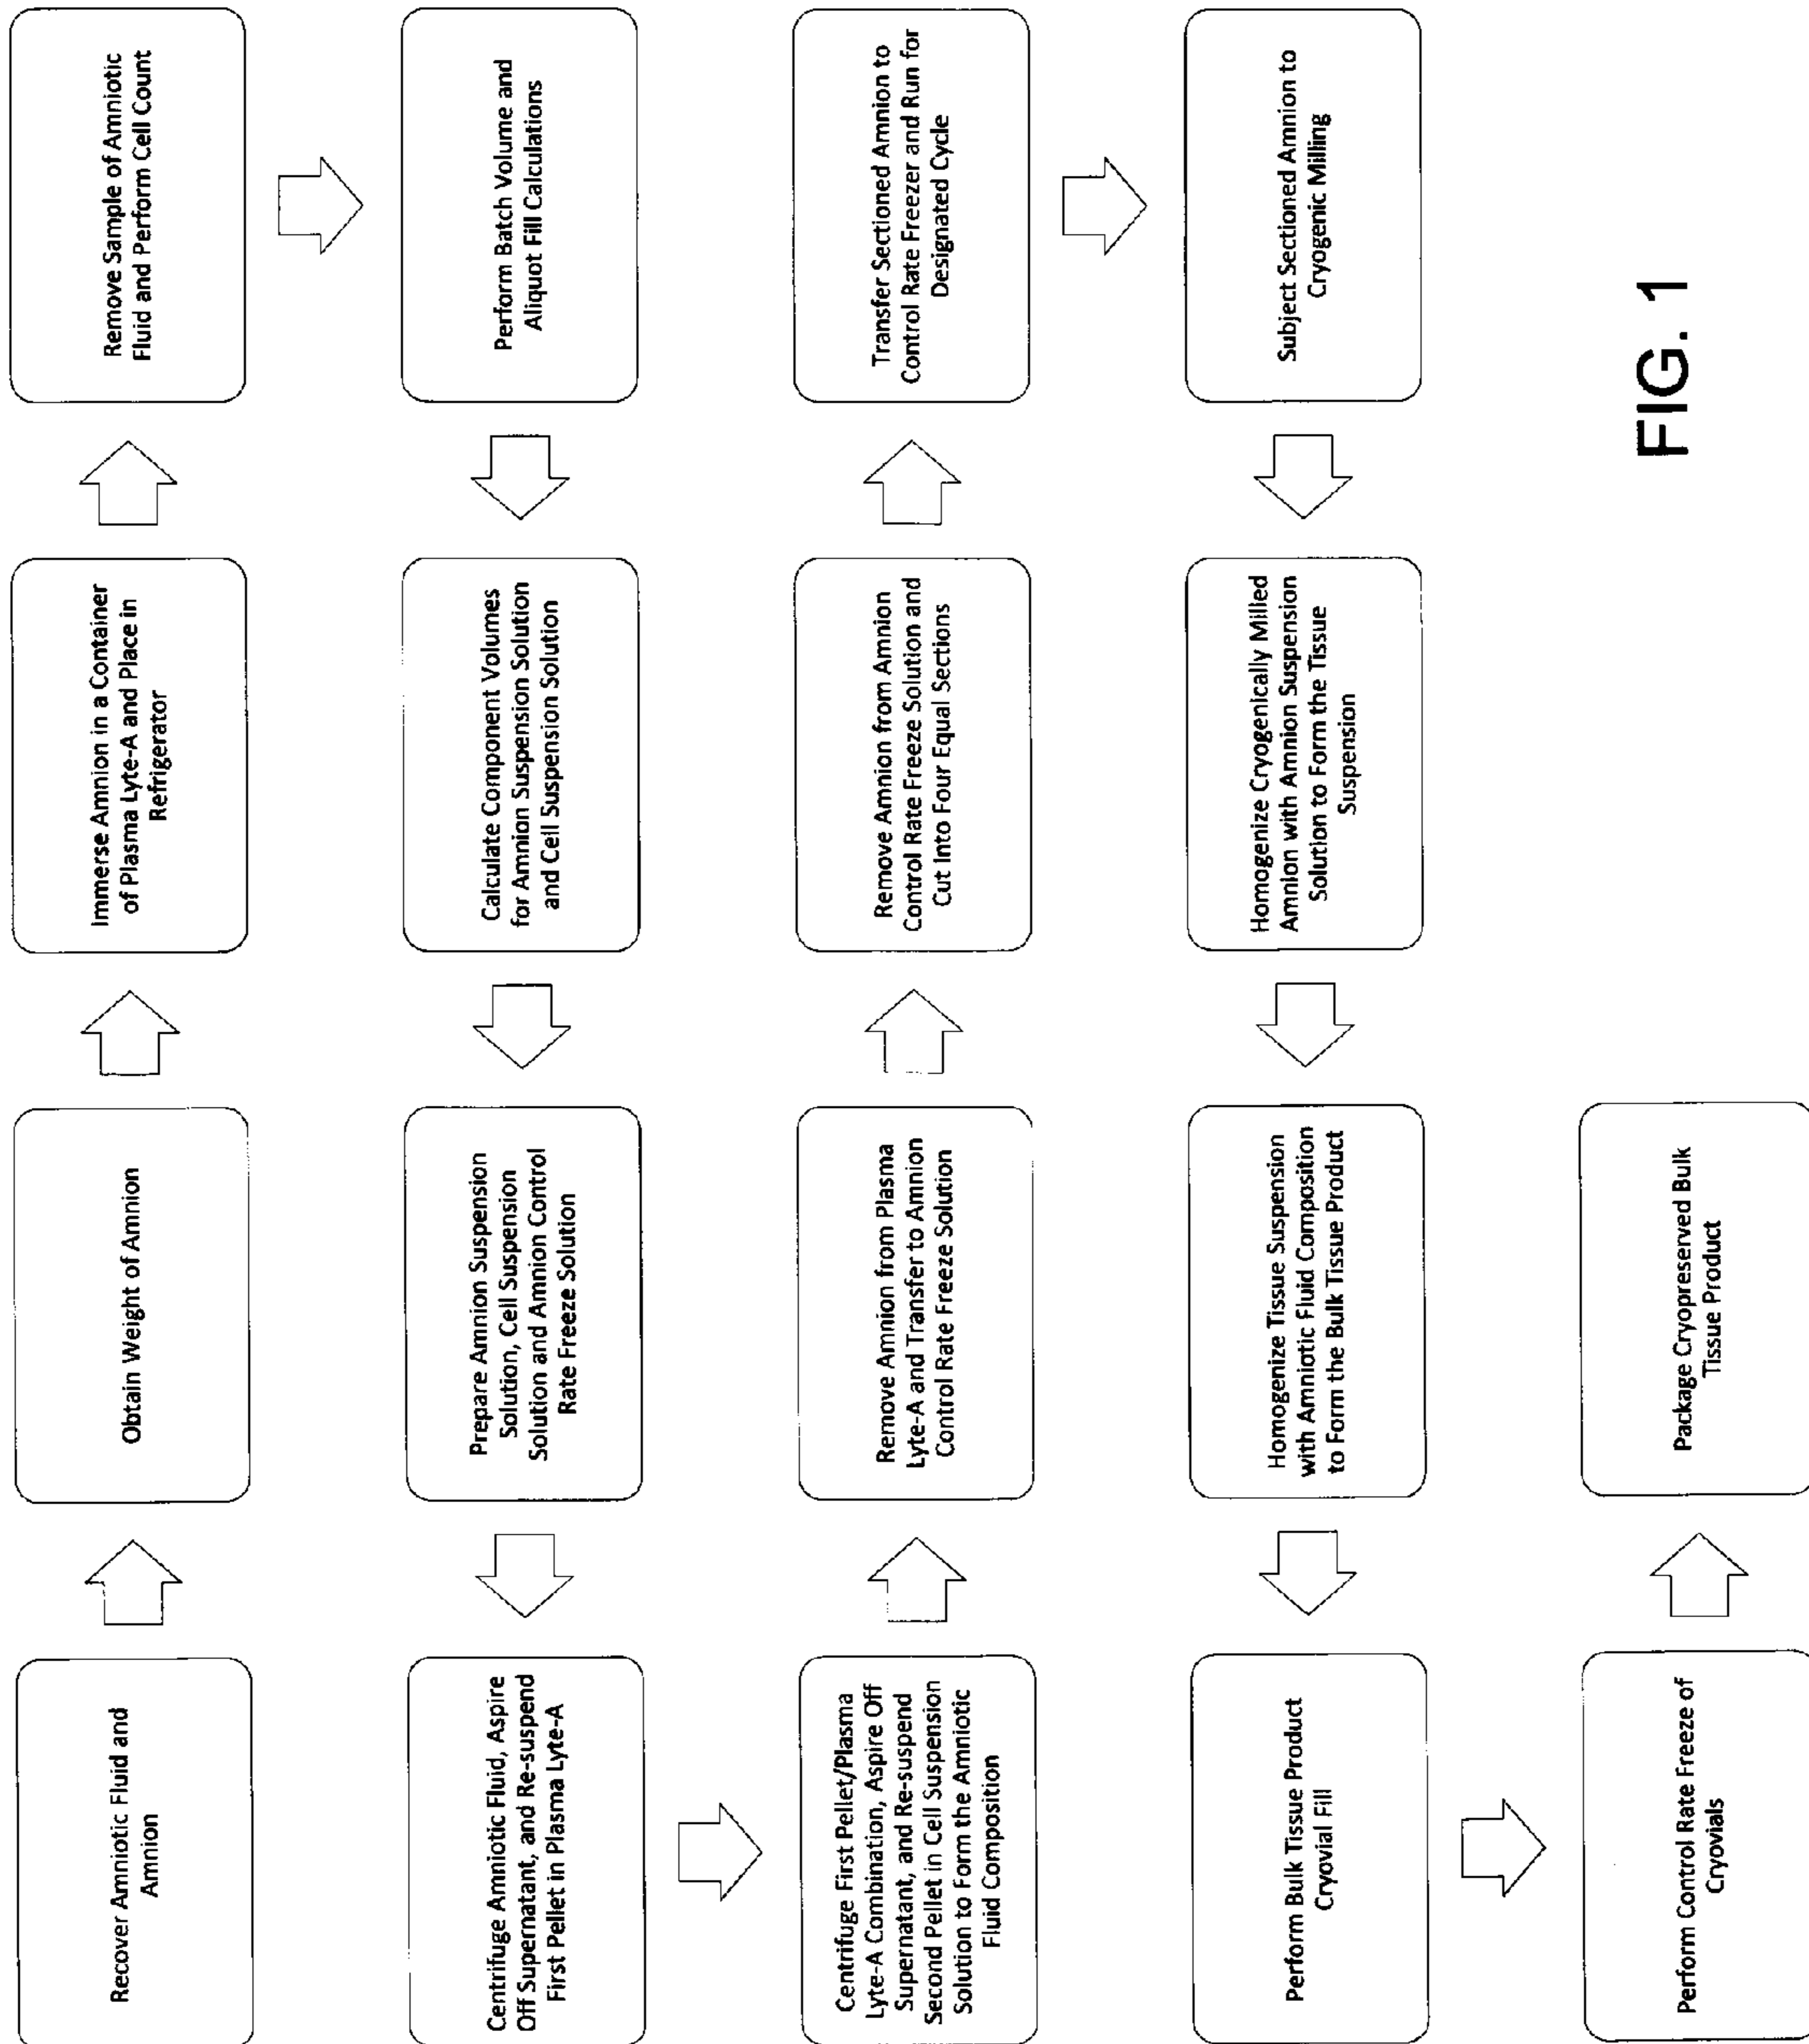 Recover Amniotic Fluid and
Amnion
Obtain Weight of Amnion
Immerse Amnion in a Container
of Plasma Lyte-A and Place in
Refrigerator
Remove Sample of Amniotic
Fluid and Perform Cell Count
Perform Batch Volume and
Aliquot Fill Calculations
Calculate Component Volumes
for Amnion Suspension Solution
and Cell Suspension Solution
Prepare Amnion Suspension
Solution, Cell Suspension
Solution and Amnion Control
Rate Freeze Solution
Centrifuge Amniotic Fluid, Aspire
Off Supernatant, and Re-suspend
First Pellet in Plasma Lyte-A
Centrifuge First Pellet/Plasma
Lyte-A Combination, Aspire Off
Supernatant, and Re-suspend
Second Pellet in Cell Suspension
Solution to Form the Amniotic
Fluid Composition
Remove Amnion from Plasma
Lyte-A and Transfer to Amnion
Control Rate Freeze Solution
Remove Amnion from Amnion
Control Rate Freeze Solution and
Cut Into Four Equal Sections
Transfer Sectioned Amnion to
Control Rate Freezer and Run for
Designated Cycle
Subject Sectioned Amnion to
Cryogenic Milling
Homogenize Cryogenically Milled
Amnion with Amnion Suspension
Solution to Form the Tissue
Suspension
Homogenize Tissue Suspension
with Amniotic Fluid Composition
to Form the Bulk Tissue Product
Perform Bulk Tissue Product
Cryovial Fill
Perform Control Rate Freeze of
Cryovials
Package Cryopreserved Bulk
Tissue Product
FIG. 1